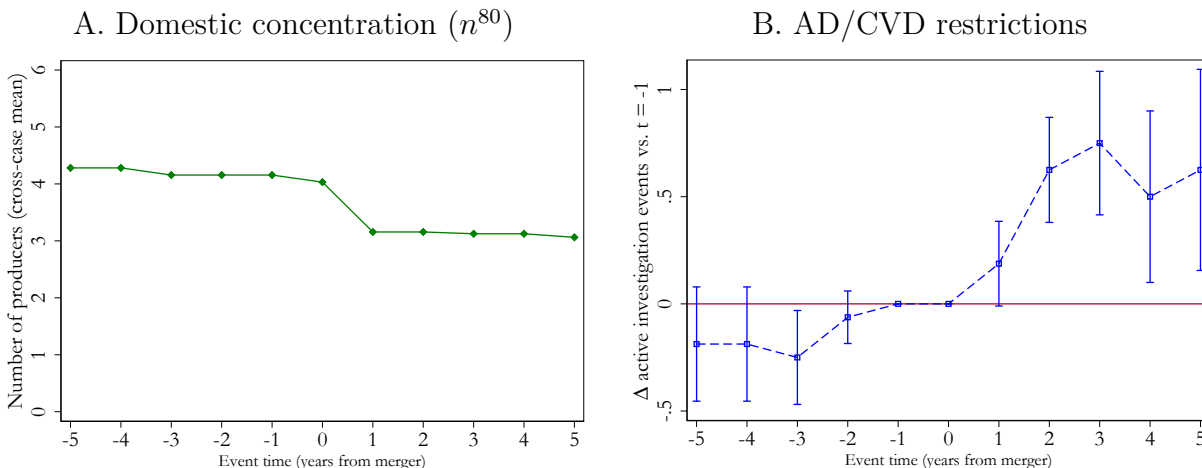 A. Domestic concentration (n⁸⁰)
Number of producers (cross-case mean)
6
5
4
3
2
1
0
-5 -4 -3 -2 -1 0 1 2 3 4 5
Event time (years from merger)
B. AD/CVD restrictions
Δ active investigation events vs. t = -1
1
.5
0
-.5
-5 -4 -3 -2 -1 0 1 2 3 4 5
Event time (years from merger)